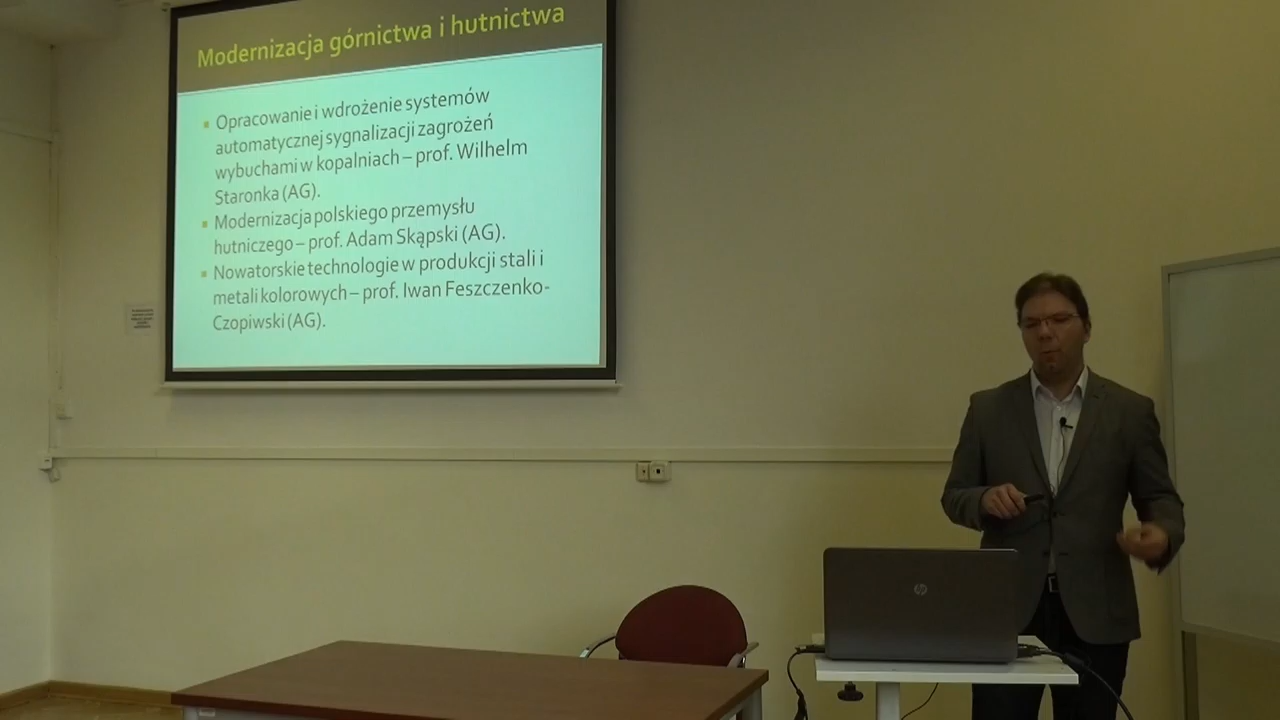 Modernizacja górnictwa i hutnictwa
Opracowanie i wdrożenie systemów
automatycznej sygnalizacji zagrożeń
wybuchami w kopalniach – prof. Wilhelm
Staronka (AG).
Modernizacja polskiego przemysłu
hutniczego – prof. Adam Skąpski (AG).
Nowatorskie technologie w produkcji stali i
metali kolorowych – prof. Iwan Feszczenko-
Czopiwski (AG).
hp